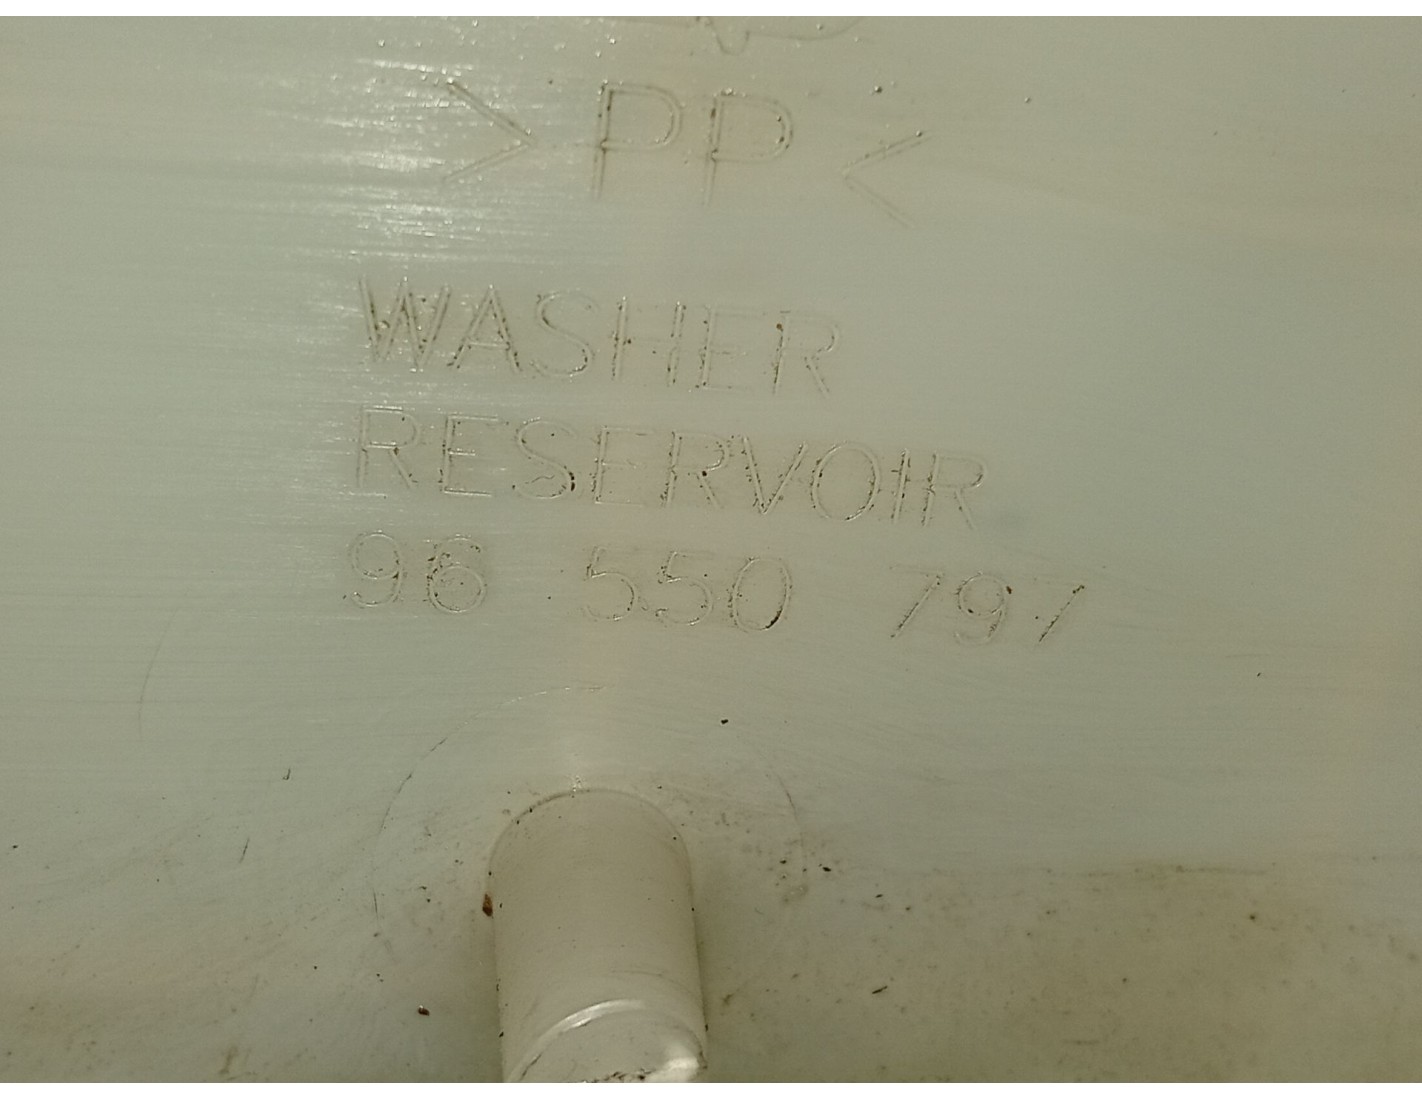 >PP<
WASHER
RESERVOIR
96 550 797